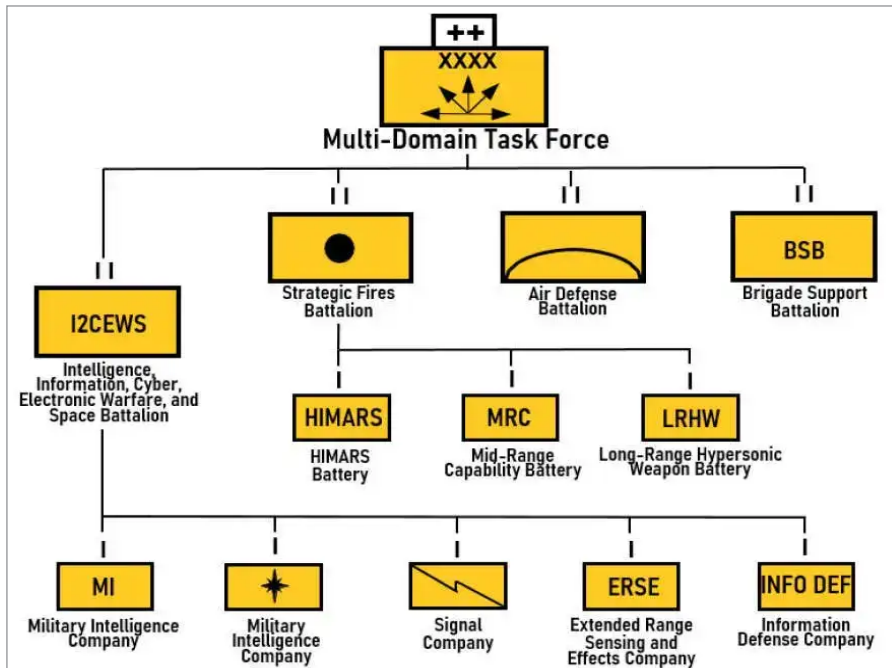 ++
XXXX
Multi-Domain Task Force
II
II
II
II
I2CEWS
Intelligence,
Information, Cyber,
Electronic Warfare, and
Space Battalion
Strategic Fires
Battalion
Air Defense
Battalion
BSB
Brigade Support
Battalion
I
I
I
HIMARS
HIMARS
Battery
MRC
Mid-Range
Capability Battery
LRHW
Long-Range Hypersonic
Weapon Battery
I
I
I
I
I
MI
Military Intelligence
Company
Military
Intelligence
Company
Signal
Company
ERSE
Extended Range
Sensing and
Effects Company
INFO DEF
Information
Defense Company